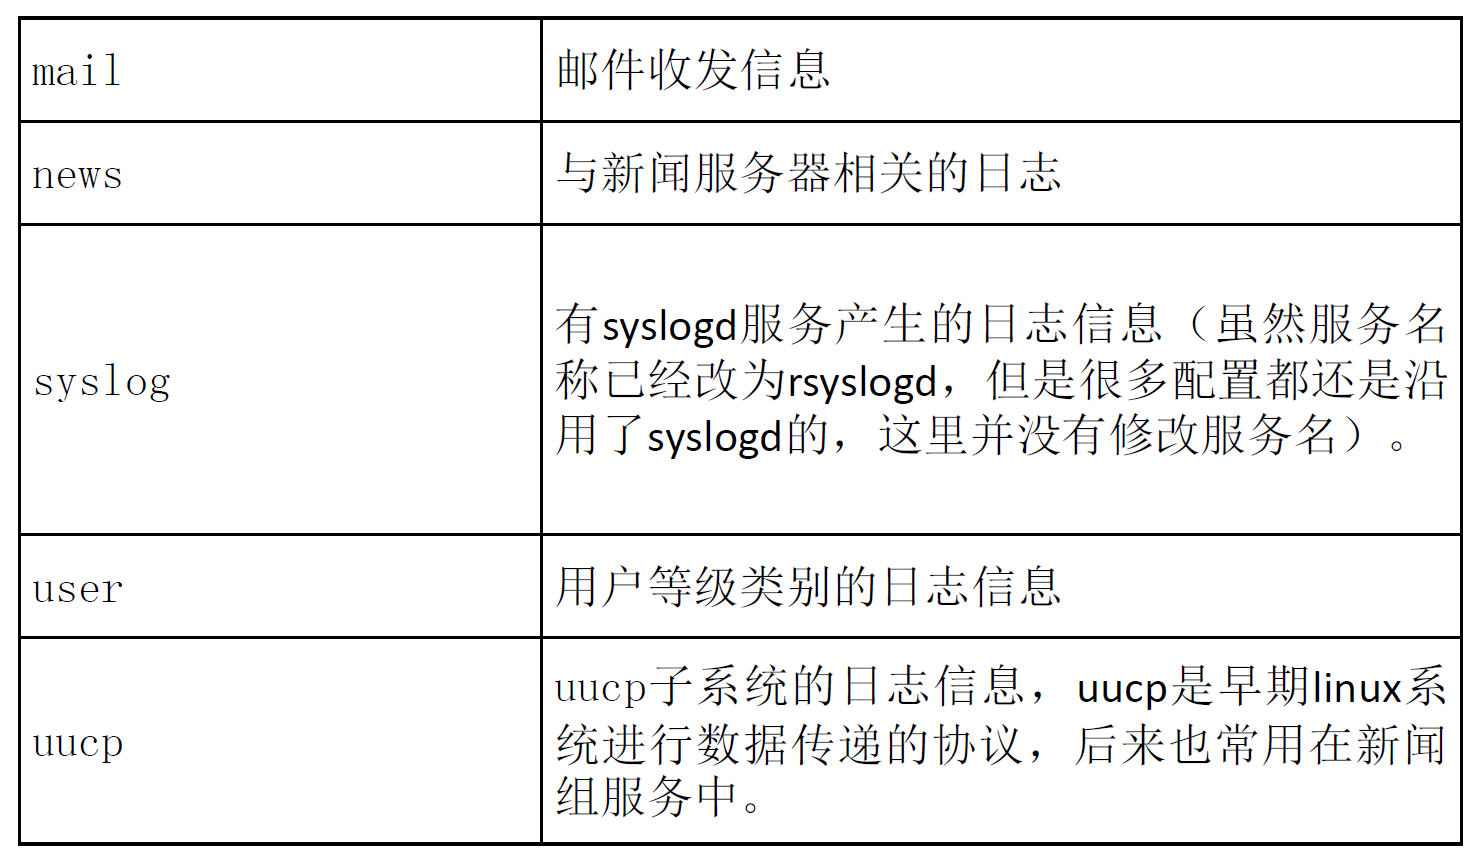 mail
邮件收发信息
news
与新闻服务器相关的日志
syslog
有syslogd服务产生的日志信息（虽然服务名
称已经改为rsyslogd，但是很多配置都还是沿
用了syslogd的，这里并没有修改服务名）。
user
用户等级类别的日志信息
uucp
uucp子系统的日志信息，uucp是早期linux系
统进行数据传递的协议，后来也常用在新闻
组服务中。